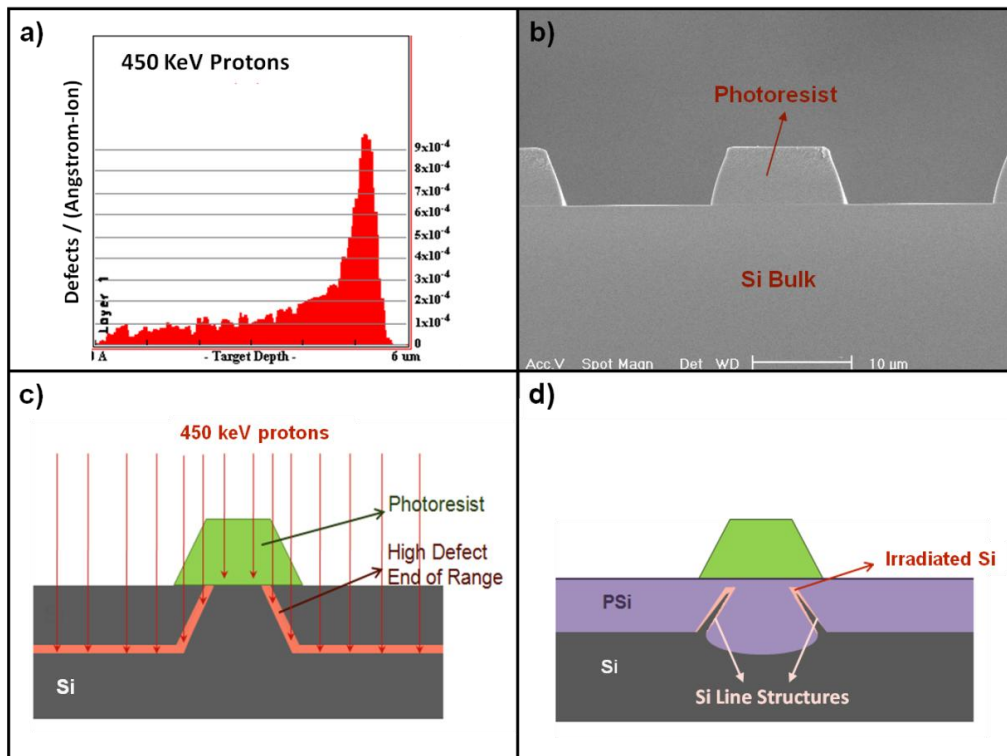 a)
450 KeV Protons
Defects / (Angstrom-Ion)
9x10⁻⁴
8x10⁻⁴
7x10⁻⁴
6x10⁻⁴
5x10⁻⁴
4x10⁻⁴
3x10⁻⁴
2x10⁻⁴
1x10⁻⁴
0
Layer 1
0 A
- Target Depth -
6 um
b)
Photoresist
Si Bulk
Acc.V Spot Magn Det WD
10 µm
c)
450 keV protons
Photoresist
High Defect
End of Range
Si
d)
Irradiated Si
PSi
Si
Si Line Structures